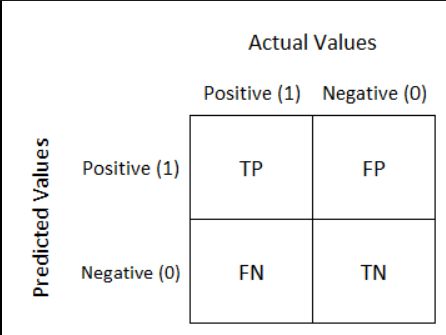 Actual Values
Positive (1) Negative (0)
Predicted Values
Positive (1) TP FP
Negative (0) FN TN